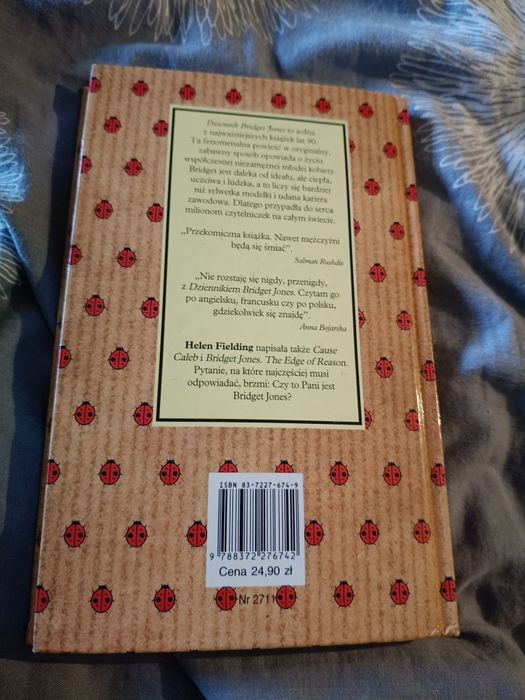 Dziennik Bridget Jones to jedna
z najważniejszych książek lat 90.
Ta fenomenalna powieść w oryginalny,
zabawny sposób opowiada o życiu
współczesnej niezamężnej młodej kobiety.
Bridget jest daleka od ideału, ale ciepła,
uczciwa i ludzka, a to liczy się bardziej
niż sylwetka modelki i udana kariera
zawodowa. Dlatego przypadła do serca
milionom czytelniczek na całym świecie.
„Przekomiczna książka. Nawet mężczyźni
będą się śmiać”.
Salman Rushdie
„Nie rozstaję się nigdy, przenigdy,
z Dziennikiem Bridget Jones. Czytam go
po angielsku, francusku czy po polsku,
gdziekolwiek się znajdę”.
Anna Bojarska
Helen Fielding napisała także Cause
Caleb i Bridget Jones. The Edge of Reason.
Pytanie, na które najczęściej musi
odpowiadać, brzmi: Czy to Pani jest
Bridget Jones?
ISBN 83-7227-674-9
9 788372 276742
Cena 24,90 zł
Nr 2711